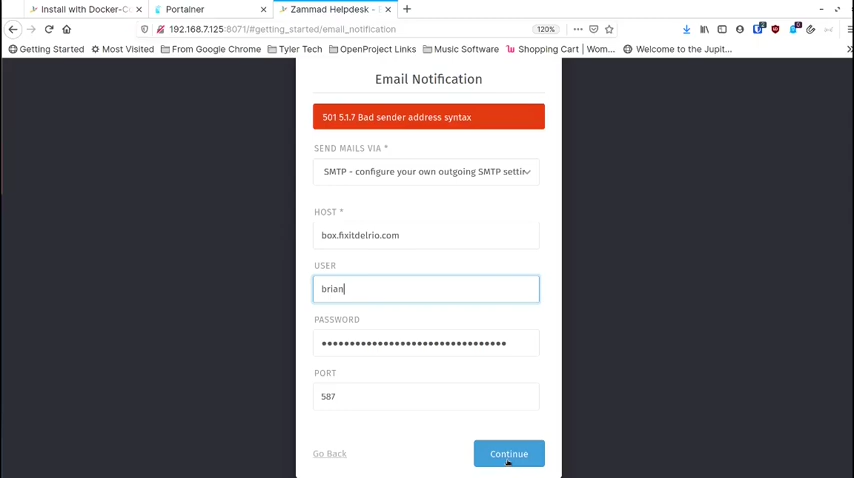 Install with Docker-C
Portainer
Zammad Helpdesk -
192.168.7.125:8071/#getting_started/email_notification
120%
Getting Started
Most Visited
From Google Chrome
Tyler Tech
OpenProject Links
Music Software
Shopping Cart | Wom...
Welcome to the Jupit...
Email Notification
501 5.1.7 Bad sender address syntax
SEND MAILS VIA *
SMTP - configure your own outgoing SMTP settin
HOST *
box.fixitdelrio.com
USER
brian
PASSWORD
••••••••••••••••••••••••••••••••••
PORT
587
Go Back
Continue